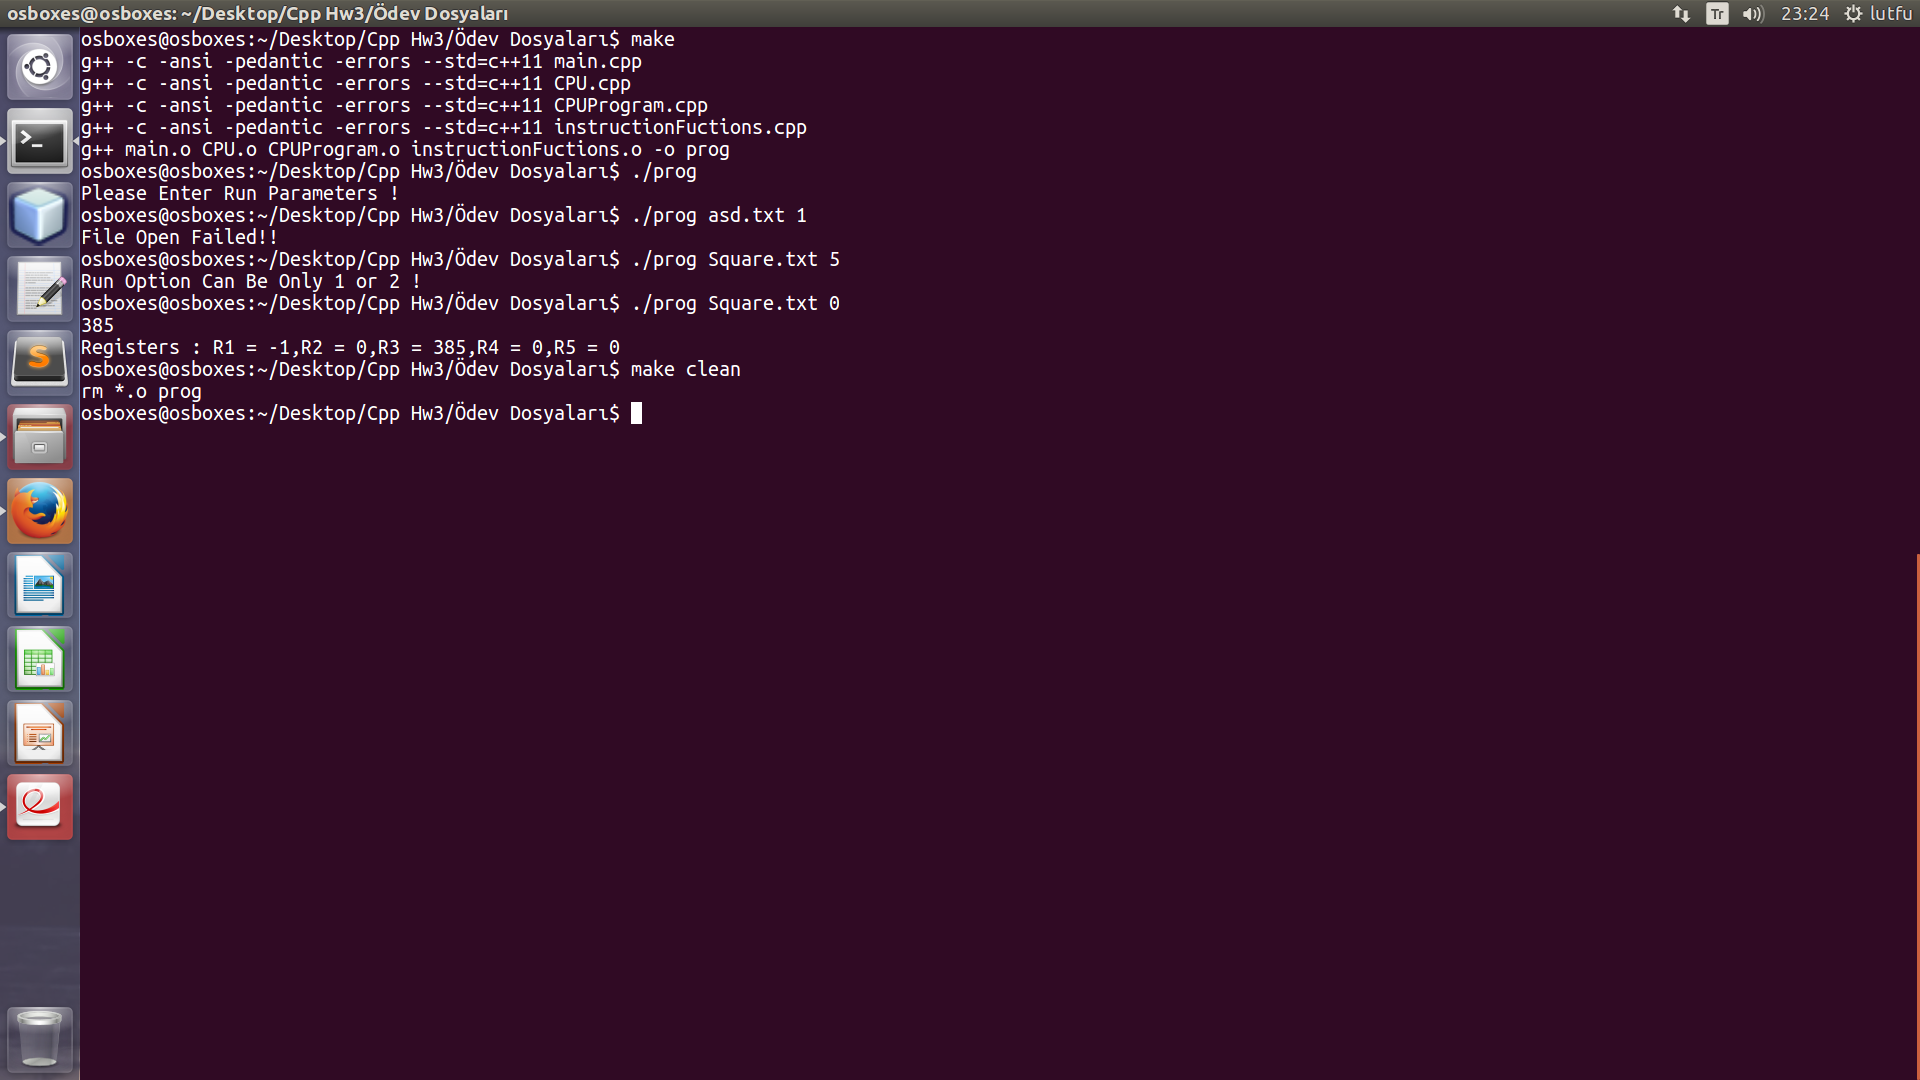 osboxes@osboxes: ~/Desktop/Cpp Hw3/Ödev Dosyaları Tr 23:24 lutfu
osboxes@osboxes:~/Desktop/Cpp Hw3/Ödev Dosyaları$ make
g++ -c -ansi -pedantic -errors --std=c++11 main.cpp
g++ -c -ansi -pedantic -errors --std=c++11 CPU.cpp
g++ -c -ansi -pedantic -errors --std=c++11 CPUProgram.cpp
g++ -c -ansi -pedantic -errors --std=c++11 instructionFuctions.cpp
g++ main.o CPU.o CPUProgram.o instructionFuctions.o -o prog
osboxes@osboxes:~/Desktop/Cpp Hw3/Ödev Dosyaları$ ./prog
Please Enter Run Parameters !
osboxes@osboxes:~/Desktop/Cpp Hw3/Ödev Dosyaları$ ./prog asd.txt 1
File Open Failed!!
osboxes@osboxes:~/Desktop/Cpp Hw3/Ödev Dosyaları$ ./prog Square.txt 5
Run Option Can Be Only 1 or 2 !
osboxes@osboxes:~/Desktop/Cpp Hw3/Ödev Dosyaları$ ./prog Square.txt 0
385
Registers : R1 = -1,R2 = 0,R3 = 385,R4 = 0,R5 = 0
osboxes@osboxes:~/Desktop/Cpp Hw3/Ödev Dosyaları$ make clean
rm *.o prog
osboxes@osboxes:~/Desktop/Cpp Hw3/Ödev Dosyaları$